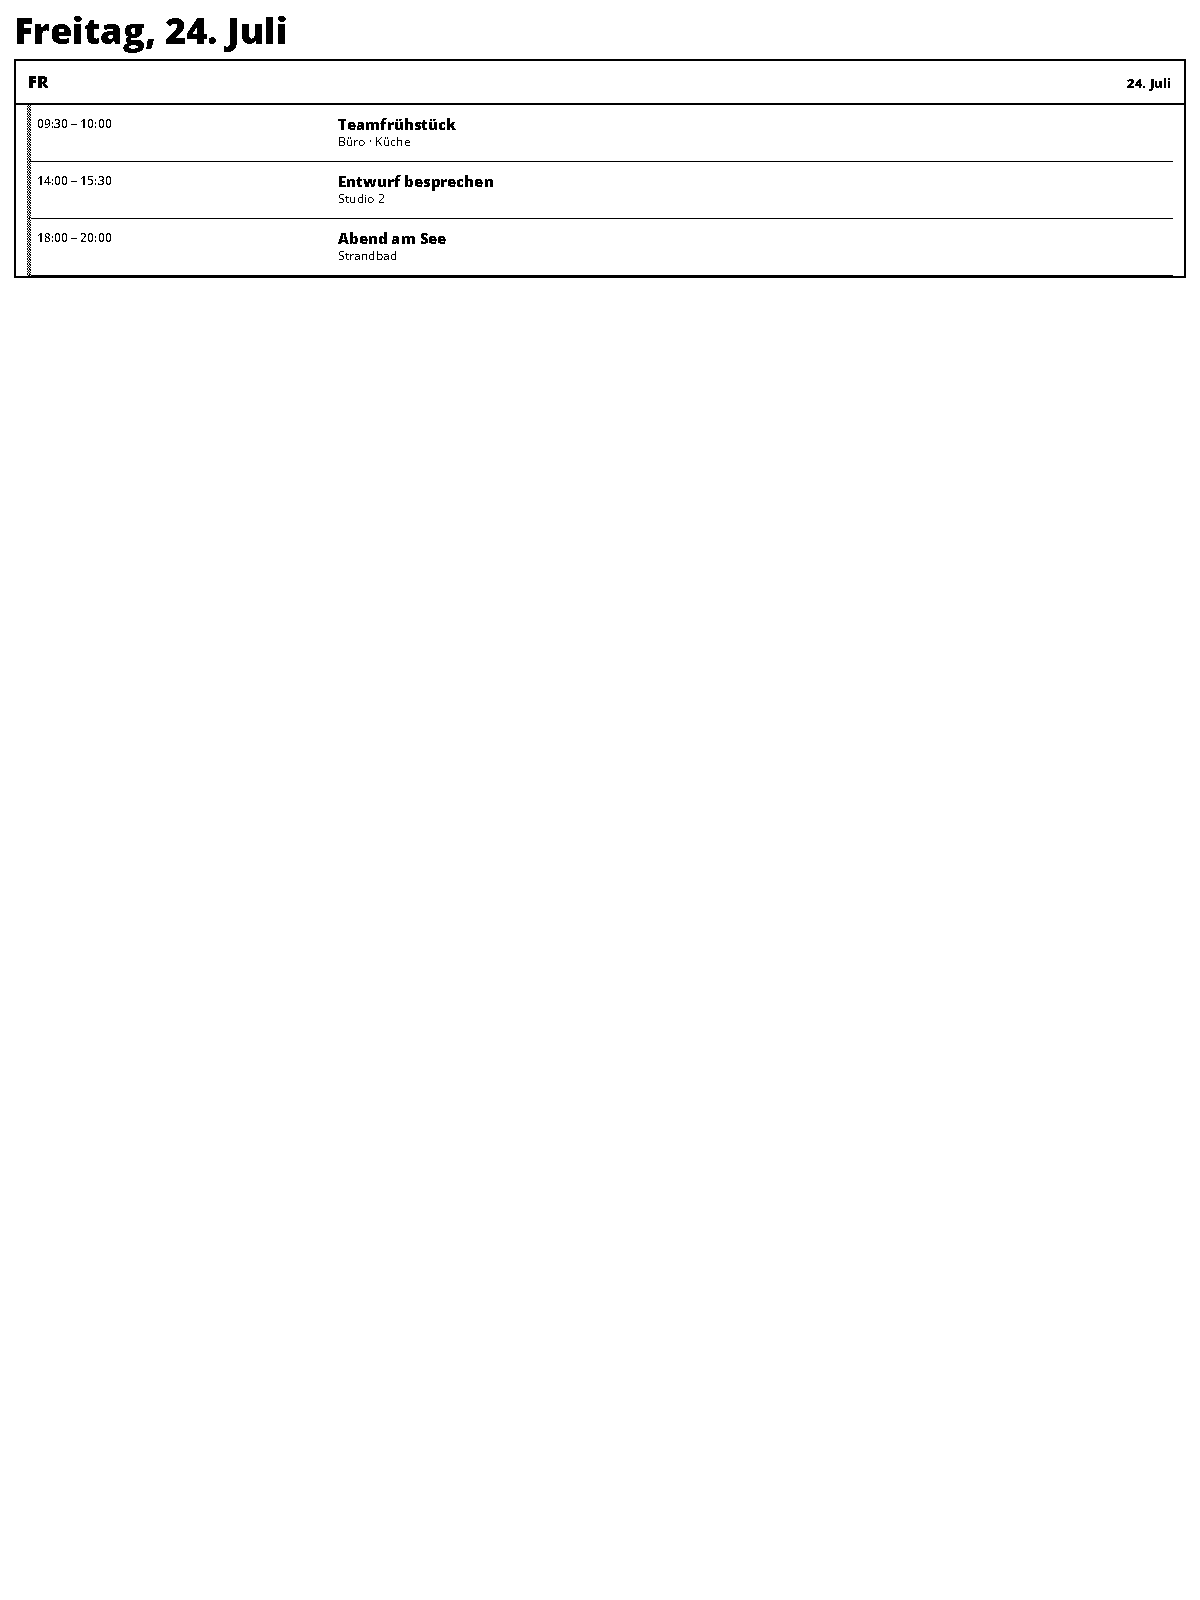 Freitag, 24. Juli
FR 24. Juli
09:30 – 10:00 Teamfrühstück
Büro · Küche
14:00 – 15:30 Entwurf besprechen
Studio 2
18:00 – 20:00 Abend am See
Strandbad